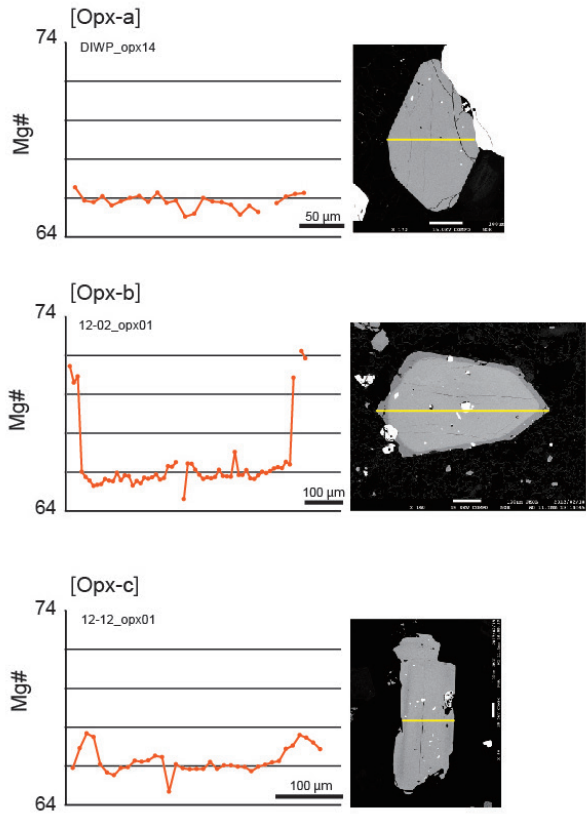 [Opx-a]
74
DIWP_opx14
Mg#
64
50 µm
[Opx-b]
74
12-02_opx01
Mg#
64
100 µm
[Opx-c]
74
12-12_opx01
Mg#
64
100 µm